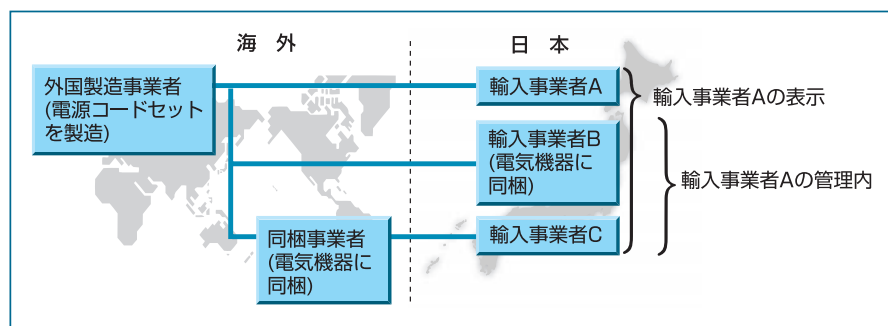 海 外
日 本
外国製造事業者
(電源コードセット
を製造)
輸入事業者A
輸入事業者Aの表示
輸入事業者B
(電気機器に
同梱)
輸入事業者Aの管理内
同梱事業者
(電気機器に
同梱)
輸入事業者C